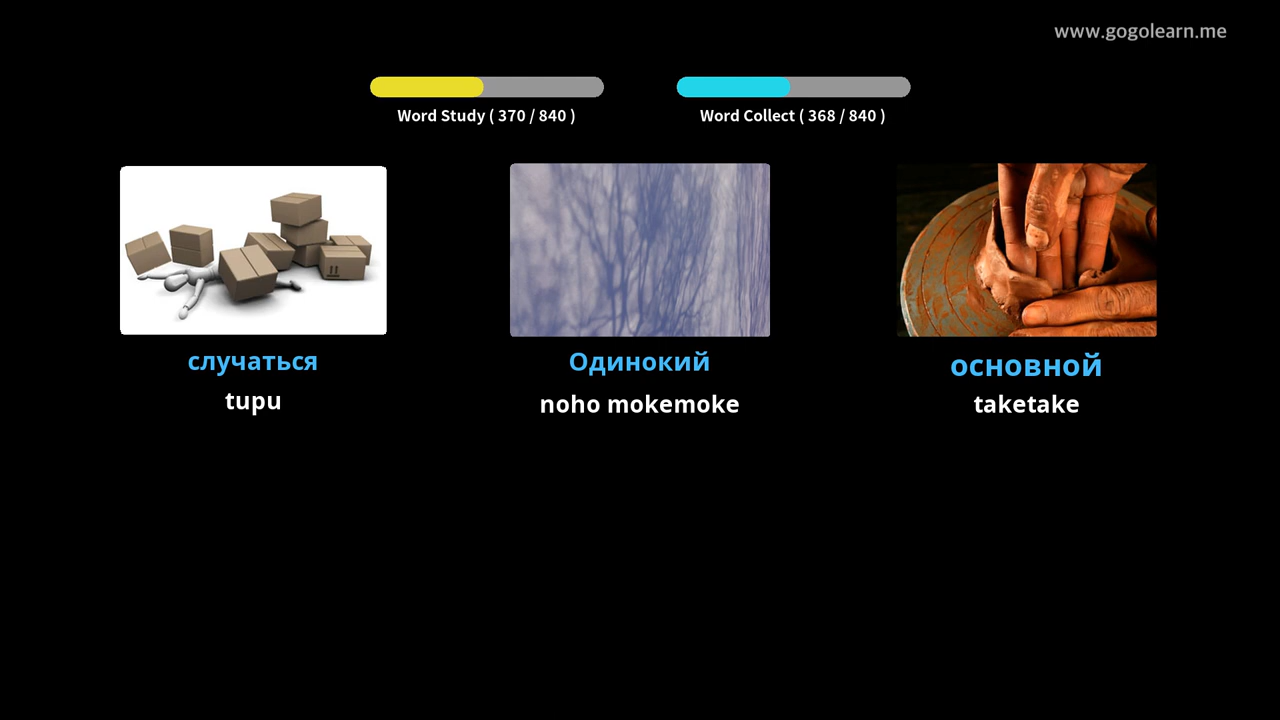 www.gogolearn.me
Word Study ( 370 / 840 )
Word Collect ( 368 / 840 )
случаться
tupu
Одинокий
noho mokemoke
основной
taketake